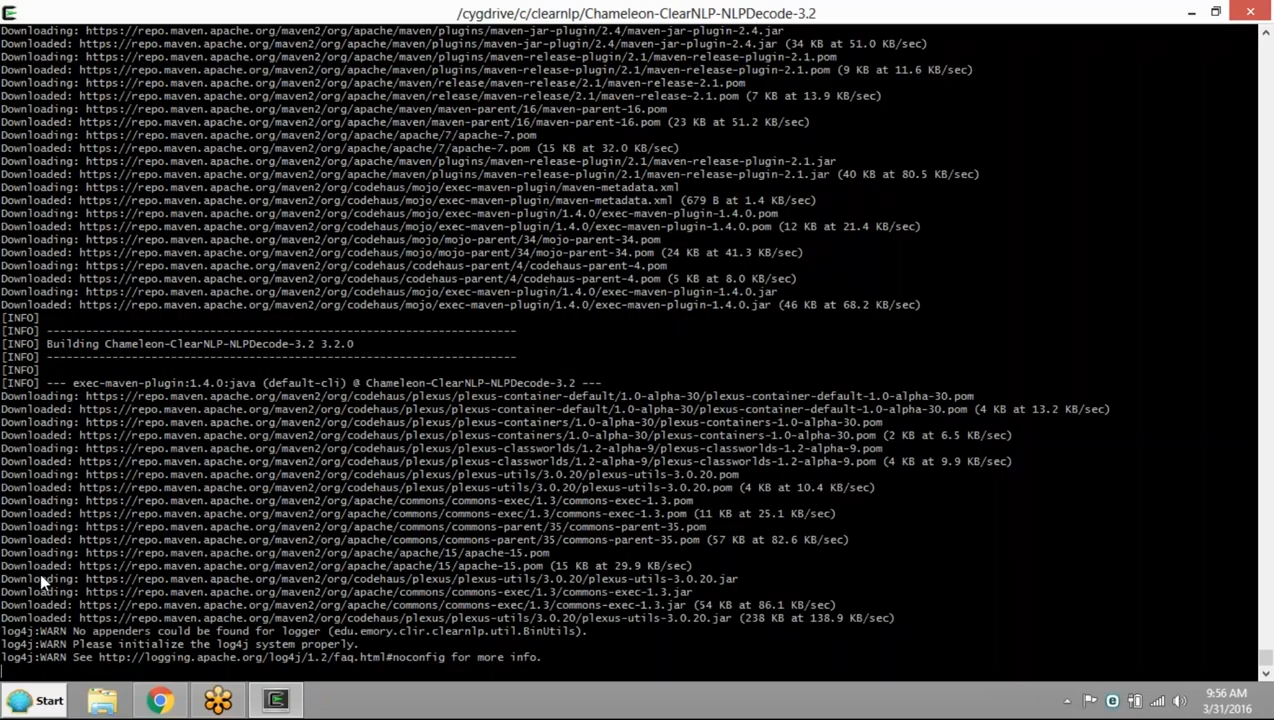 /cygdrive/c/clearnlp/Chameleon-ClearNLP-NLPDecode-3.2
Downloading: https://repo.maven.apache.org/maven2/org/apache/maven/plugins/maven-jar-plugin/2.4/maven-jar-plugin-2.4.jar
Downloaded: https://repo.maven.apache.org/maven2/org/apache/maven/plugins/maven-jar-plugin/2.4/maven-jar-plugin-2.4.jar (34 KB at 51.0 KB/sec)
Downloading: https://repo.maven.apache.org/maven2/org/apache/maven/plugins/maven-release-plugin/2.1/maven-release-plugin-2.1.pom
Downloaded: https://repo.maven.apache.org/maven2/org/apache/maven/plugins/maven-release-plugin/2.1/maven-release-plugin-2.1.pom (9 KB at 11.6 KB/sec)
Downloading: https://repo.maven.apache.org/maven2/org/apache/maven/release/maven-release/2.1/maven-release-2.1.pom
Downloaded: https://repo.maven.apache.org/maven2/org/apache/maven/release/maven-release/2.1/maven-release-2.1.pom (7 KB at 13.9 KB/sec)
Downloading: https://repo.maven.apache.org/maven2/org/apache/maven/maven-parent/16/maven-parent-16.pom
Downloaded: https://repo.maven.apache.org/maven2/org/apache/maven/maven-parent/16/maven-parent-16.pom (23 KB at 51.2 KB/sec)
Downloading: https://repo.maven.apache.org/maven2/org/apache/apache/7/apache-7.pom
Downloaded: https://repo.maven.apache.org/maven2/org/apache/apache/7/apache-7.pom (15 KB at 32.0 KB/sec)
Downloading: https://repo.maven.apache.org/maven2/org/apache/maven/plugins/maven-release-plugin/2.1/maven-release-plugin-2.1.jar
Downloaded: https://repo.maven.apache.org/maven2/org/apache/maven/plugins/maven-release-plugin/2.1/maven-release-plugin-2.1.jar (40 KB at 80.5 KB/sec)
Downloading: https://repo.maven.apache.org/maven2/org/codehaus/mojo/exec-maven-plugin/maven-metadata.xml
Downloaded: https://repo.maven.apache.org/maven2/org/codehaus/mojo/exec-maven-plugin/maven-metadata.xml (679 B at 1.4 KB/sec)
Downloading: https://repo.maven.apache.org/maven2/org/codehaus/mojo/exec-maven-plugin/1.4.0/exec-maven-plugin-1.4.0.pom
Downloaded: https://repo.maven.apache.org/maven2/org/codehaus/mojo/exec-maven-plugin/1.4.0/exec-maven-plugin-1.4.0.pom (12 KB at 21.4 KB/sec)
Downloading: https://repo.maven.apache.org/maven2/org/codehaus/mojo/mojo-parent/34/mojo-parent-34.pom
Downloaded: https://repo.maven.apache.org/maven2/org/codehaus/mojo/mojo-parent/34/mojo-parent-34.pom (24 KB at 41.3 KB/sec)
Downloading: https://repo.maven.apache.org/maven2/org/codehaus/codehaus-parent/4/codehaus-parent-4.pom
Downloaded: https://repo.maven.apache.org/maven2/org/codehaus/codehaus-parent/4/codehaus-parent-4.pom (5 KB at 8.0 KB/sec)
Downloading: https://repo.maven.apache.org/maven2/org/codehaus/mojo/exec-maven-plugin/1.4.0/exec-maven-plugin-1.4.0.jar
Downloaded: https://repo.maven.apache.org/maven2/org/codehaus/mojo/exec-maven-plugin/1.4.0/exec-maven-plugin-1.4.0.jar (46 KB at 68.2 KB/sec)
[INFO]
[INFO] ------------------------------------------------------------------------
[INFO] Building Chameleon-ClearNLP-NLPDecode-3.2 3.2.0
[INFO] ------------------------------------------------------------------------
[INFO]
[INFO] --- exec-maven-plugin:1.4.0:java (default-cli) @ Chameleon-ClearNLP-NLPDecode-3.2 ---
Downloading: https://repo.maven.apache.org/maven2/org/codehaus/plexus/plexus-container-default/1.0-alpha-30/plexus-container-default-1.0-alpha-30.pom
Downloaded: https://repo.maven.apache.org/maven2/org/codehaus/plexus/plexus-container-default/1.0-alpha-30/plexus-container-default-1.0-alpha-30.pom (4 KB at 13.2 KB/sec)
Downloading: https://repo.maven.apache.org/maven2/org/codehaus/plexus/plexus-containers/1.0-alpha-30/plexus-containers-1.0-alpha-30.pom
Downloaded: https://repo.maven.apache.org/maven2/org/codehaus/plexus/plexus-containers/1.0-alpha-30/plexus-containers-1.0-alpha-30.pom (2 KB at 6.5 KB/sec)
Downloading: https://repo.maven.apache.org/maven2/org/codehaus/plexus/plexus-classworlds/1.2-alpha-9/plexus-classworlds-1.2-alpha-9.pom
Downloaded: https://repo.maven.apache.org/maven2/org/codehaus/plexus/plexus-classworlds/1.2-alpha-9/plexus-classworlds-1.2-alpha-9.pom (4 KB at 9.9 KB/sec)
Downloading: https://repo.maven.apache.org/maven2/org/codehaus/plexus/plexus-utils/3.0.20/plexus-utils-3.0.20.pom
Downloaded: https://repo.maven.apache.org/maven2/org/codehaus/plexus/plexus-utils/3.0.20/plexus-utils-3.0.20.pom (4 KB at 10.4 KB/sec)
Downloading: https://repo.maven.apache.org/maven2/org/apache/commons/commons-exec/1.3/commons-exec-1.3.pom
Downloaded: https://repo.maven.apache.org/maven2/org/apache/commons/commons-exec/1.3/commons-exec-1.3.pom (11 KB at 25.1 KB/sec)
Downloading: https://repo.maven.apache.org/maven2/org/apache/commons/commons-parent/35/commons-parent-35.pom
Downloaded: https://repo.maven.apache.org/maven2/org/apache/commons/commons-parent/35/commons-parent-35.pom (57 KB at 82.6 KB/sec)
Downloading: https://repo.maven.apache.org/maven2/org/apache/apache/15/apache-15.pom
Downloaded: https://repo.maven.apache.org/maven2/org/apache/apache/15/apache-15.pom (15 KB at 29.9 KB/sec)
Downloading: https://repo.maven.apache.org/maven2/org/codehaus/plexus/plexus-utils/3.0.20/plexus-utils-3.0.20.jar
Downloading: https://repo.maven.apache.org/maven2/org/apache/commons/commons-exec/1.3/commons-exec-1.3.jar
Downloaded: https://repo.maven.apache.org/maven2/org/apache/commons/commons-exec/1.3/commons-exec-1.3.jar (54 KB at 86.1 KB/sec)
Downloaded: https://repo.maven.apache.org/maven2/org/codehaus/plexus/plexus-utils/3.0.20/plexus-utils-3.0.20.jar (238 KB at 138.9 KB/sec)
log4j:WARN No appenders could be found for logger (edu.emory.clir.clearnlp.util.BinUtils).
log4j:WARN Please initialize the log4j system properly.
log4j:WARN See http://logging.apache.org/log4j/1.2/faq.html#noconfig for more info.
Start
9:56 AM
3/31/2016